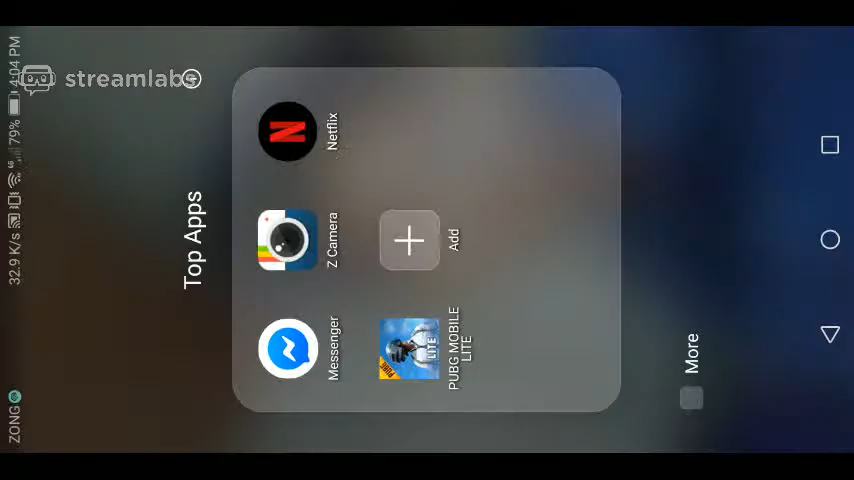 streamlabs
ZONG 32.9 K/s 79% 4:04 PM
Top Apps
Messenger
Z Camera
Netflix
PUBG MOBILE
LITE
Add
More